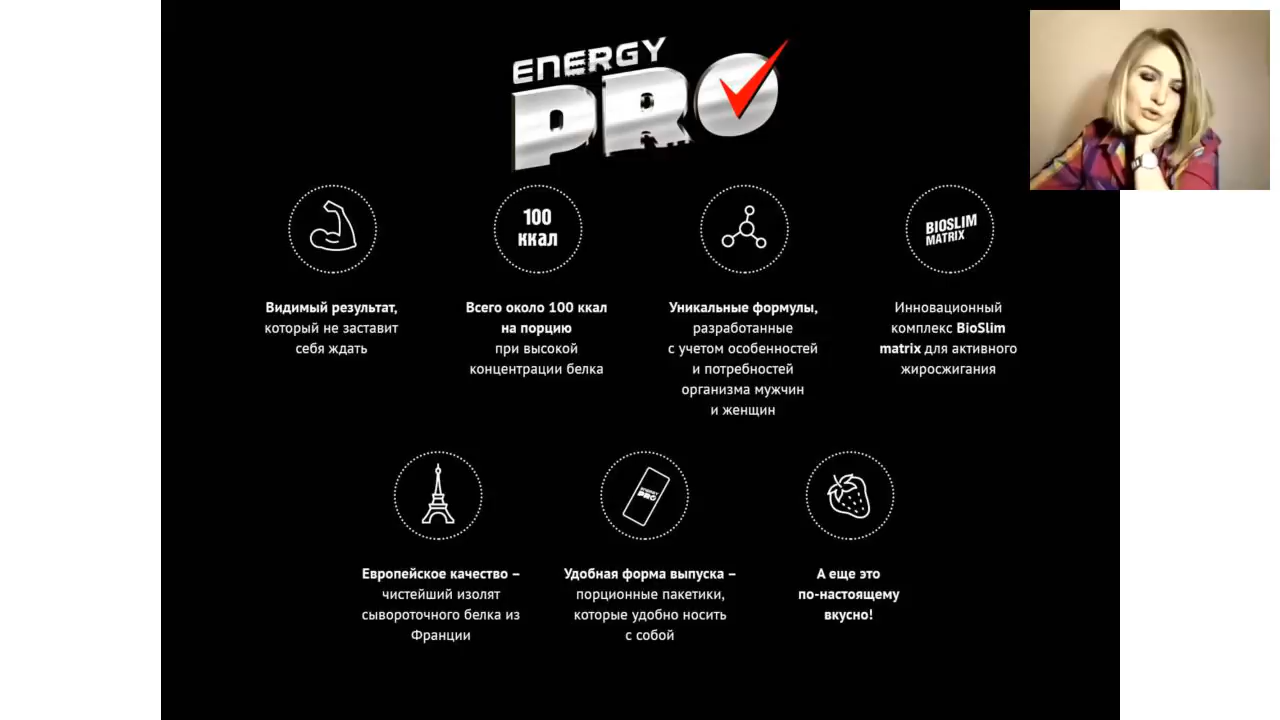 ENERGY
PRO
100
ккал
BIOSLIM
MATRIX
Видимый результат,
который не заставит
себя ждать
Всего около 100 ккал
на порцию
при высокой
концентрации белка
Уникальные формулы,
разработанные
с учетом особенностей
и потребностей
организма мужчин
и женщин
Инновационный
комплекс BioSlim
matrix для активного
жиросжигания
ENERGY
PRO
Европейское качество –
чистейший изолят
сывороточного белка из
Франции
Удобная форма выпуска –
порционные пакетики,
которые удобно носить
с собой
А еще это
по-настоящему
вкусно!